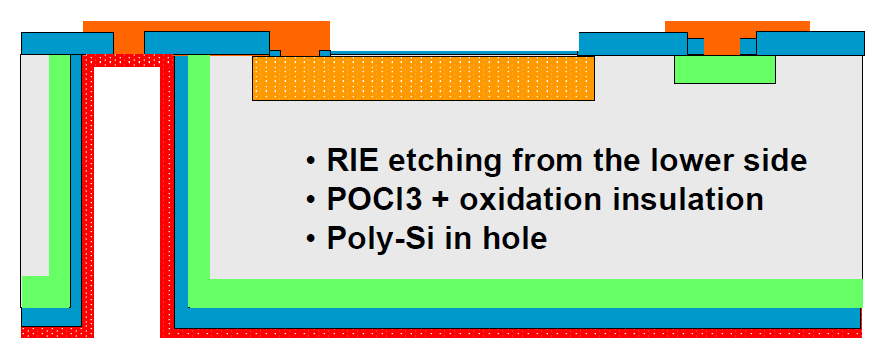 • RIE etching from the lower side
• POCl3 + oxidation insulation
• Poly-Si in hole